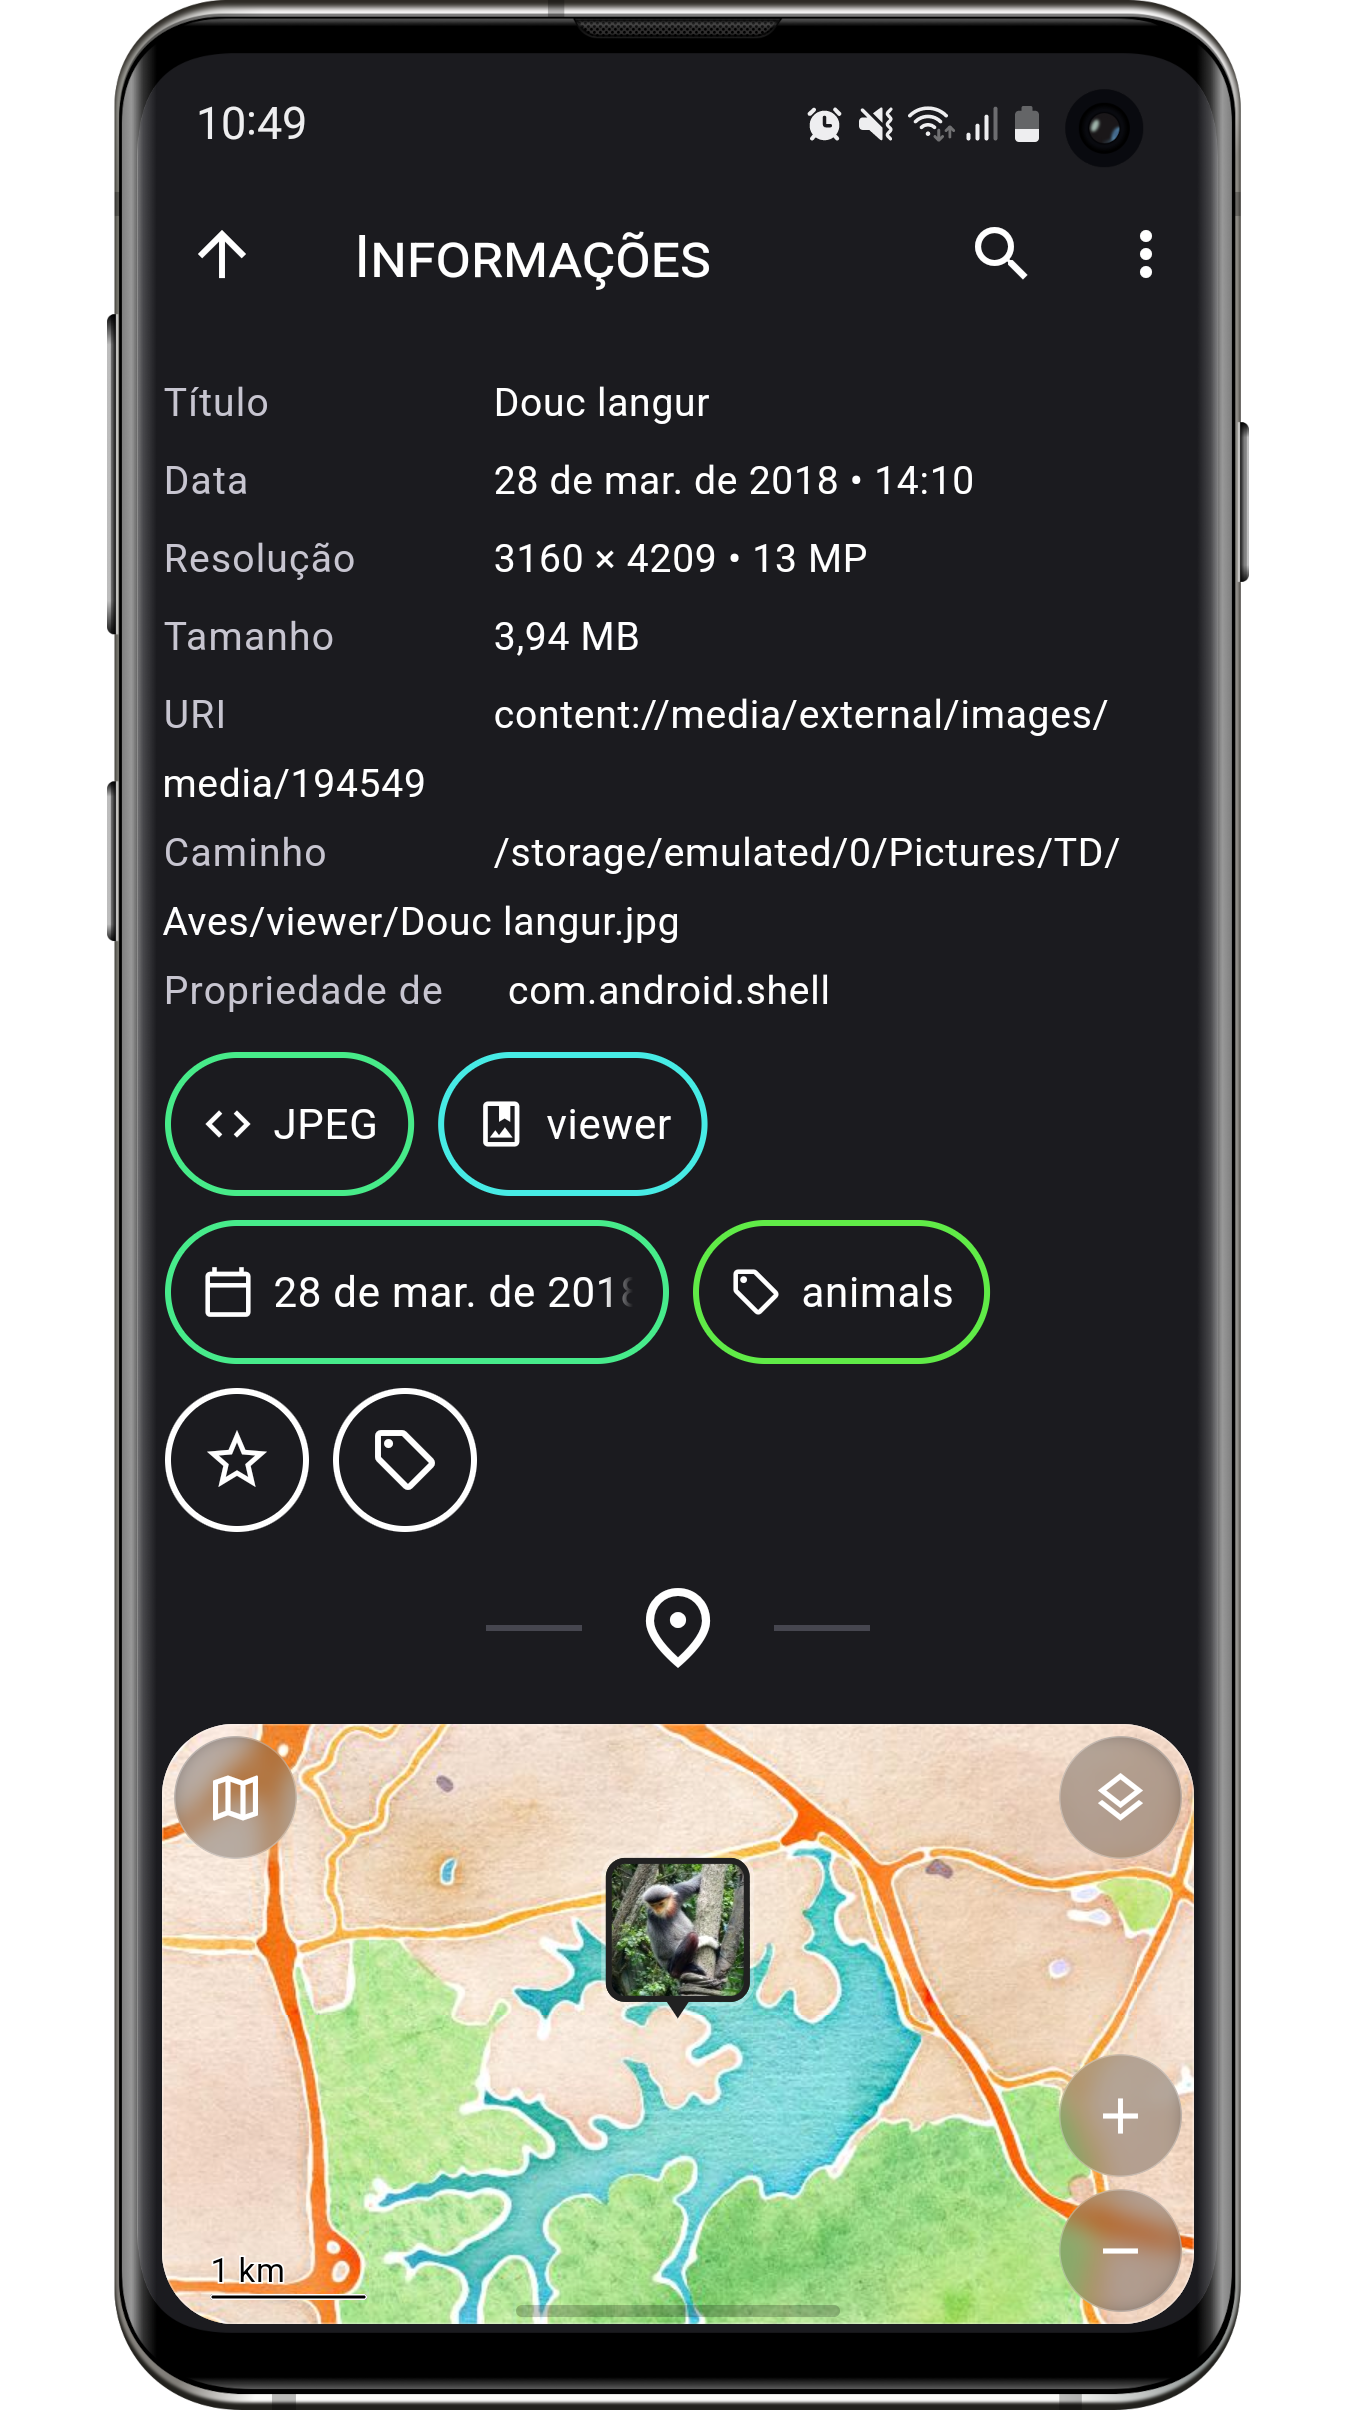 10:49
INFORMAÇÕES
Título Douc langur
Data 28 de mar. de 2018 • 14:10
Resolução 3160 × 4209 • 13 MP
Tamanho 3,94 MB
URI content://media/external/images/
media/194549
Caminho /storage/emulated/0/Pictures/TD/
Aves/viewer/Douc langur.jpg
Propriedade de com.android.shell
JPEG viewer
28 de mar. de 2018 animals
1 km